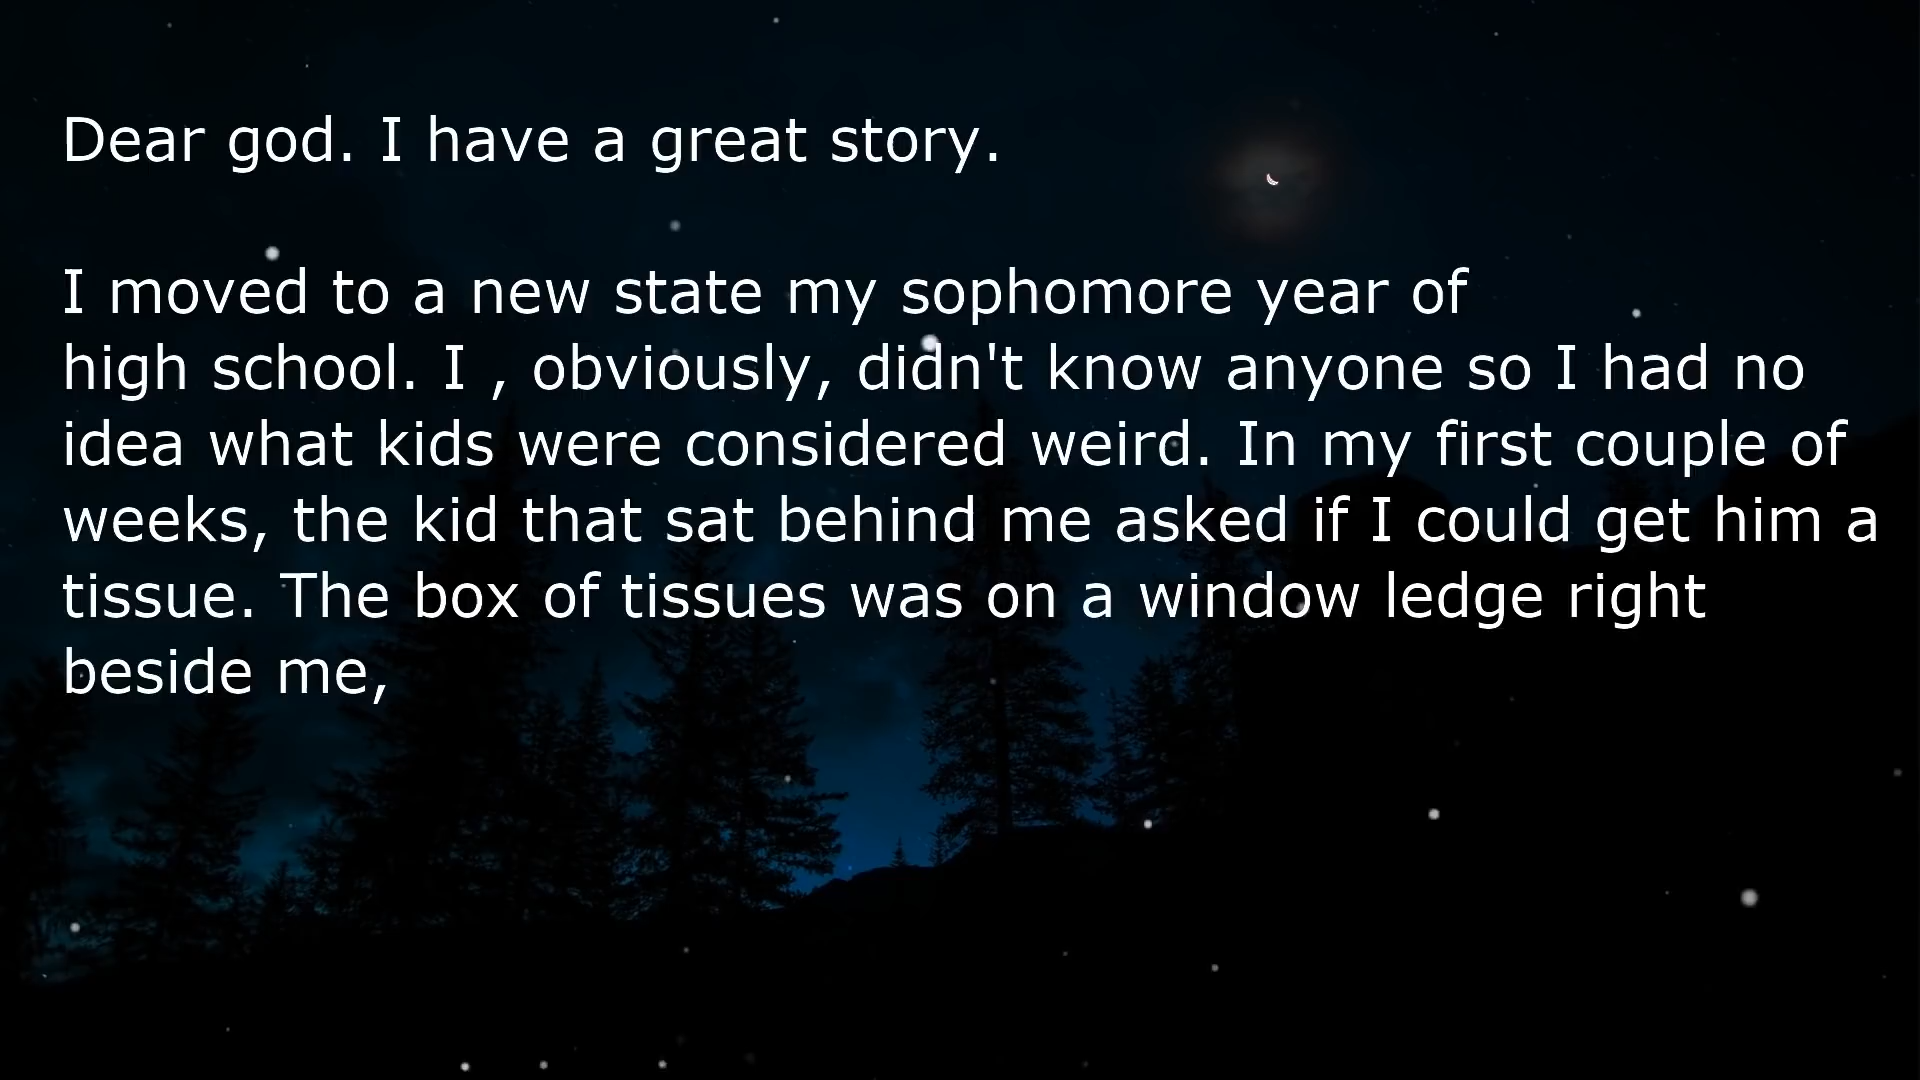 Dear god. I have a great story.
I moved to a new state my sophomore year of
high school. I , obviously, didn't know anyone so I had no
idea what kids were considered weird. In my first couple of
weeks, the kid that sat behind me asked if I could get him a
tissue. The box of tissues was on a window ledge right
beside me,